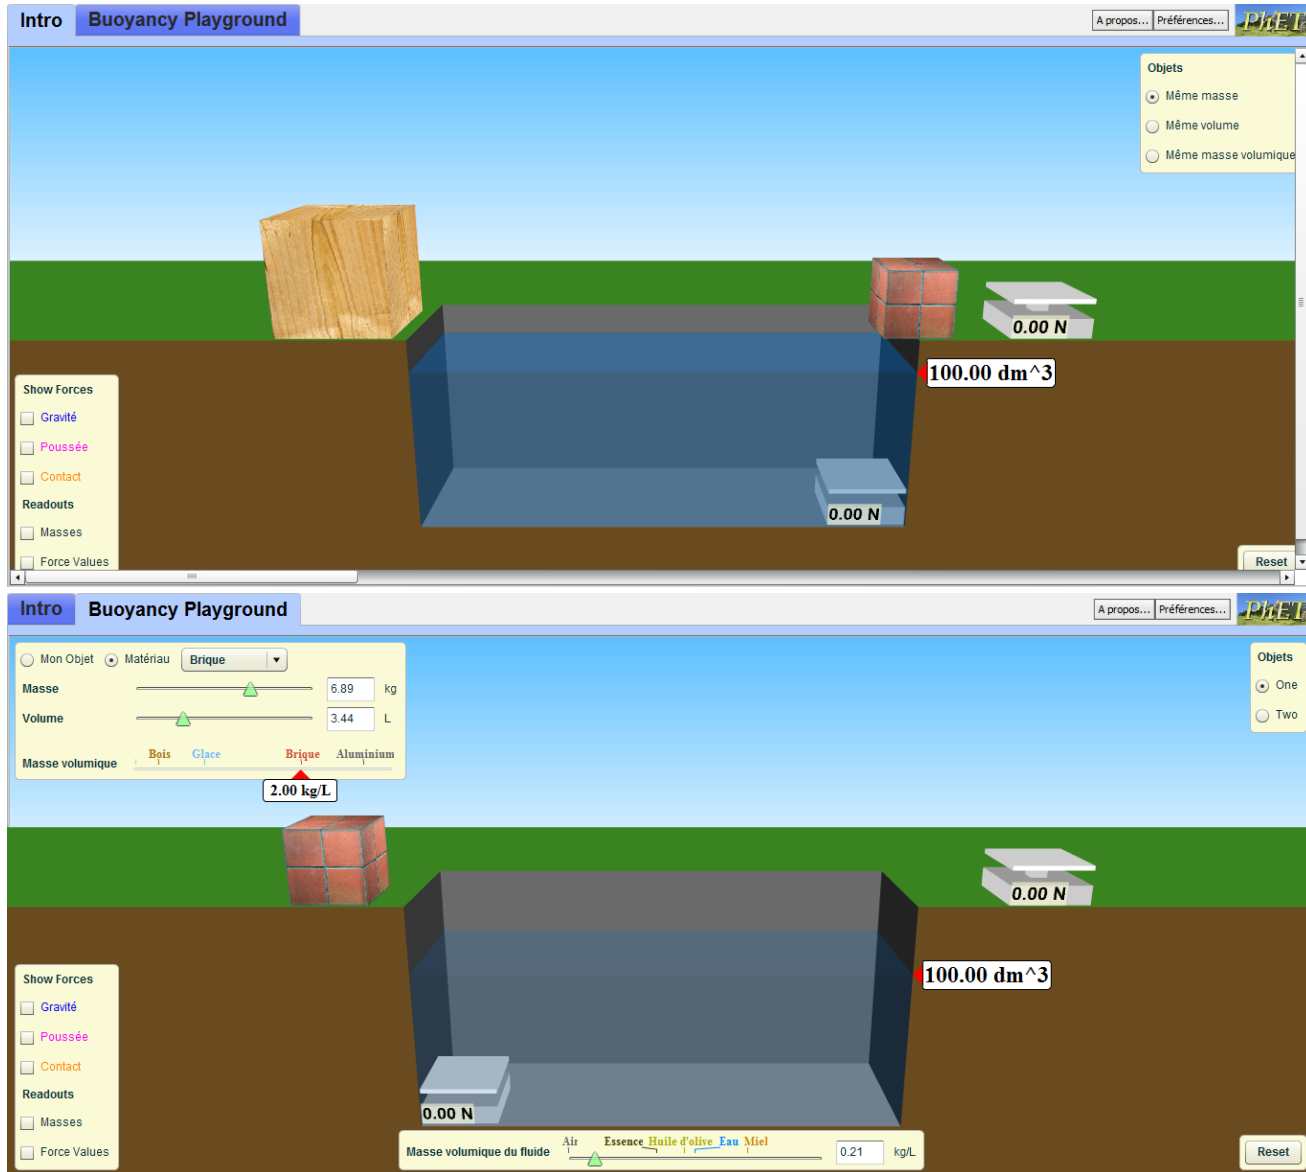 Intro Buoyancy Playground A propos... Préférences... PhET
Objets
Même masse
Même volume
Même masse volumique
0.00 N
100.00 dm^3
Show Forces
Gravité
Poussée
Contact
Readouts
Masses
Force Values
0.00 N
Reset
Intro Buoyancy Playground A propos... Préférences... PhET
Mon Objet Matériau Brique
Masse 6.89 kg
Volume 3.44 L
Bois Glace Brique Aluminium
Masse volumique
2.00 kg/L
Objets
One
Two
0.00 N
100.00 dm^3
Show Forces
Gravité
Poussée
Contact
Readouts
Masses
Force Values
0.00 N
Air Essence Huile d'olive Eau Miel
Masse volumique du fluide 0.21 kg/L
Reset